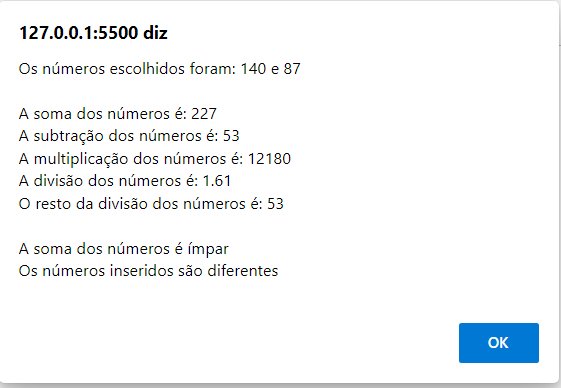 127.0.0.1:5500 diz
Os números escolhidos foram: 140 e 87
A soma dos números é: 227
A subtração dos números é: 53
A multiplicação dos números é: 12180
A divisão dos números é: 1.61
O resto da divisão dos números é: 53
A soma dos números é ímpar
Os números inseridos são diferentes
OK